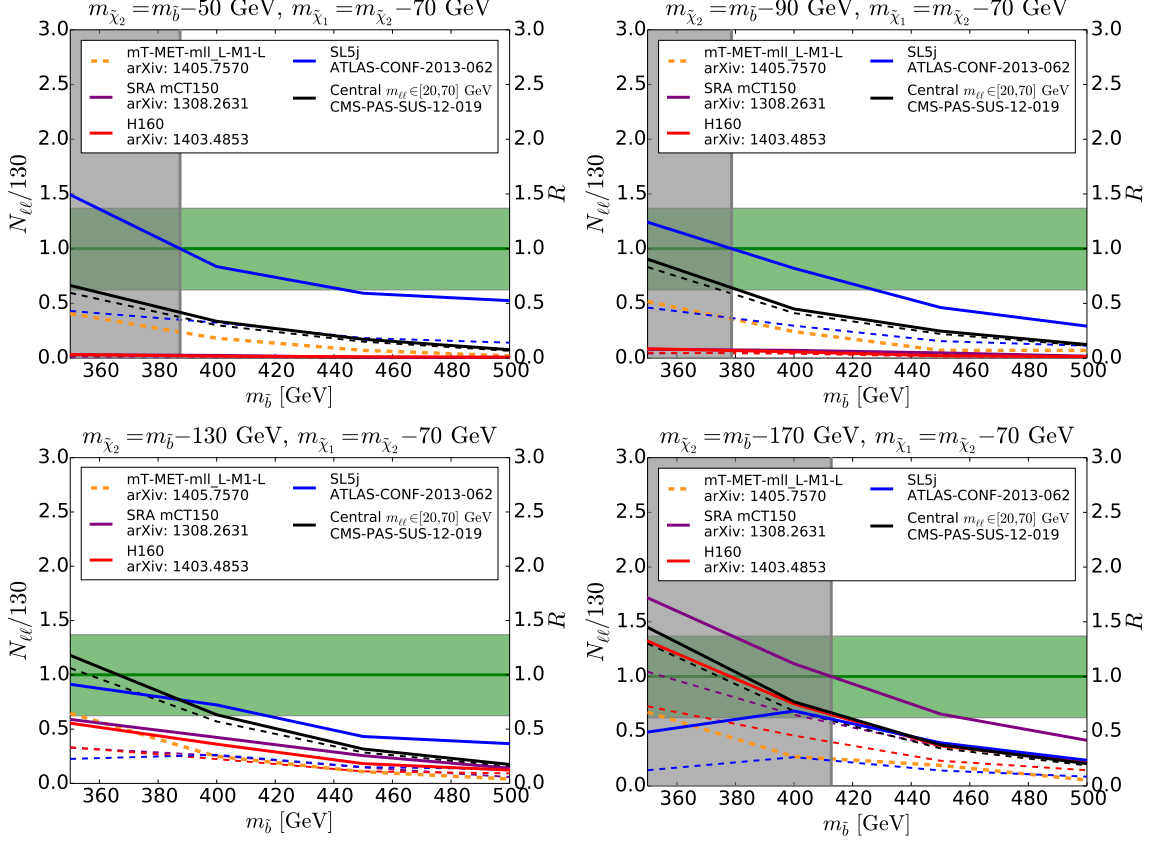 m_χ̃₂ = m_b̃ − 50 GeV, m_χ̃₁ = m_χ̃₂ − 70 GeV
3.0
2.5
2.0
1.5
1.0
0.5
0.0
N_ℓℓ/130
mT-MET-mll_L-M1-L
arXiv: 1405.7570
SRA mCT150
arXiv: 1308.2631
H160
arXiv: 1403.4853
SL5j
ATLAS-CONF-2013-062
Central m_ℓℓ∈[20,70] GeV
CMS-PAS-SUS-12-019
3.0
2.5
2.0
1.5
1.0
0.5
0.0
R
360 380 400 420 440 460 480 500
m_b̃ [GeV]
m_χ̃₂ = m_b̃ − 90 GeV, m_χ̃₁ = m_χ̃₂ − 70 GeV
3.0
2.5
2.0
1.5
1.0
0.5
0.0
N_ℓℓ/130
mT-MET-mll_L-M1-L
arXiv: 1405.7570
SRA mCT150
arXiv: 1308.2631
H160
arXiv: 1403.4853
SL5j
ATLAS-CONF-2013-062
Central m_ℓℓ∈[20,70] GeV
CMS-PAS-SUS-12-019
3.0
2.5
2.0
1.5
1.0
0.5
0.0
R
360 380 400 420 440 460 480 500
m_b̃ [GeV]
m_χ̃₂ = m_b̃ − 130 GeV, m_χ̃₁ = m_χ̃₂ − 70 GeV
3.0
2.5
2.0
1.5
1.0
0.5
0.0
N_ℓℓ/130
mT-MET-mll_L-M1-L
arXiv: 1405.7570
SRA mCT150
arXiv: 1308.2631
H160
arXiv: 1403.4853
SL5j
ATLAS-CONF-2013-062
Central m_ℓℓ∈[20,70] GeV
CMS-PAS-SUS-12-019
3.0
2.5
2.0
1.5
1.0
0.5
0.0
R
360 380 400 420 440 460 480 500
m_b̃ [GeV]
m_χ̃₂ = m_b̃ − 170 GeV, m_χ̃₁ = m_χ̃₂ − 70 GeV
3.0
2.5
2.0
1.5
1.0
0.5
0.0
N_ℓℓ/130
mT-MET-mll_L-M1-L
arXiv: 1405.7570
SRA mCT150
arXiv: 1308.2631
H160
arXiv: 1403.4853
SL5j
ATLAS-CONF-2013-062
Central m_ℓℓ∈[20,70] GeV
CMS-PAS-SUS-12-019
3.0
2.5
2.0
1.5
1.0
0.5
0.0
R
360 380 400 420 440 460 480 500
m_b̃ [GeV]